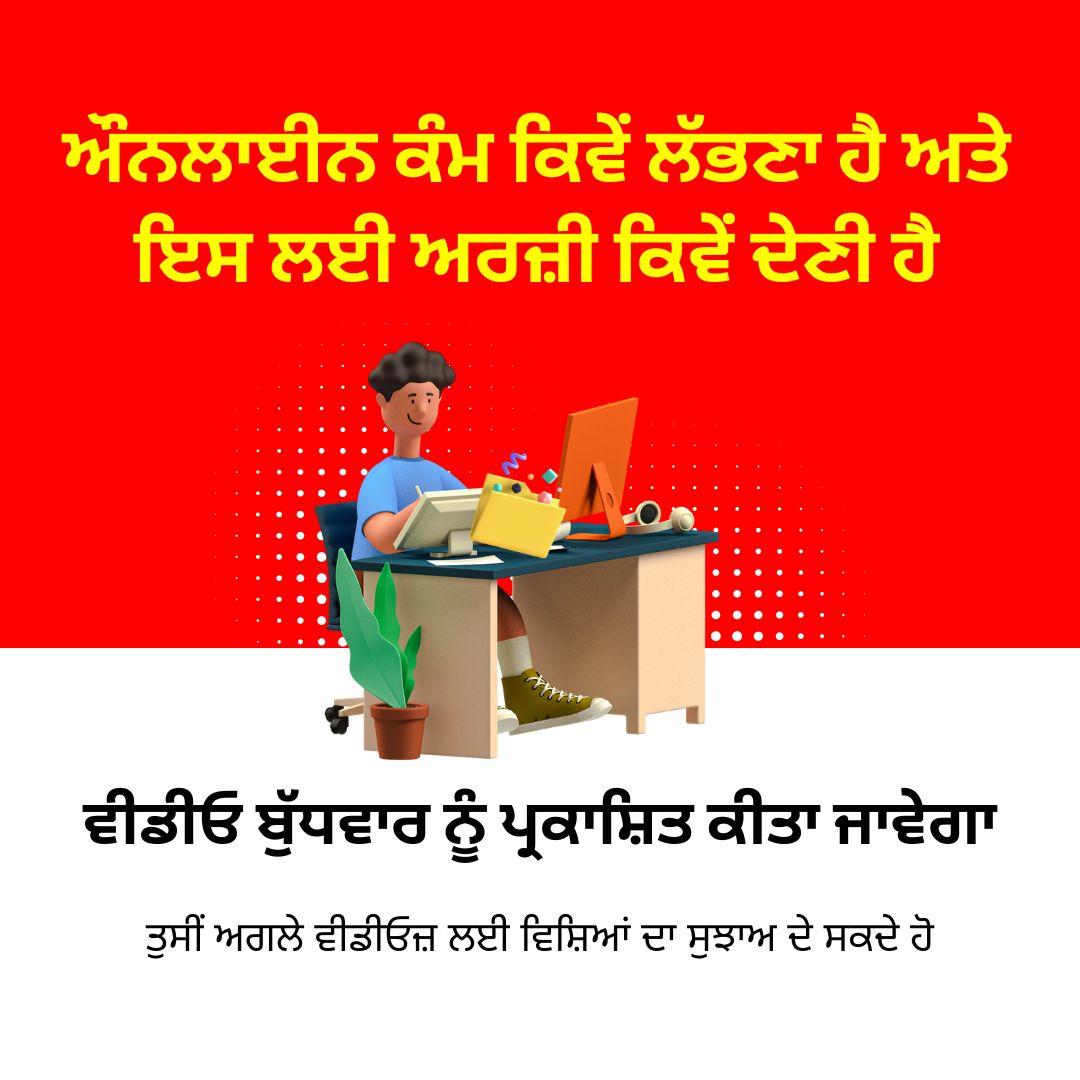 ਔਨਲਾਈਨ ਕੰਮ ਕਿਵੇਂ ਲੱਭਣਾ ਹੈ ਅਤੇ
ਇਸ ਲਈ ਅਰਜ਼ੀ ਕਿਵੇਂ ਦੇਣੀ ਹੈ
ਵੀਡੀਓ ਬੁੱਧਵਾਰ ਨੂੰ ਪ੍ਰਕਾਸ਼ਿਤ ਕੀਤਾ ਜਾਵੇਗਾ
ਤੁਸੀਂ ਅਗਲੇ ਵੀਡੀਓਜ਼ ਲਈ ਵਿਸ਼ਿਆਂ ਦਾ ਸੁਝਾਅ ਦੇ ਸਕਦੇ ਹੋ